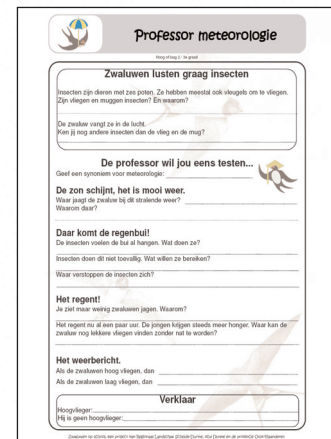 Professor meteorologie
Hoog of laag 2 : 3e graad
Zwaluwen lusten graag insecten
Insecten zijn dieren met zes poten. Ze hebben meestal ook vleugels om te vliegen.
Zijn vliegen en muggen insecten? En waarom?
De zwaluw vangt ze in de lucht.
Ken jij nog andere insecten dan de vlieg en de mug?
De professor wil jou eens testen...
Geef een synoniem voor meteorologie:
De zon schijnt, het is mooi weer.
Waar jaagt de zwaluw bij dit stralende weer?
Waarom daar?
Daar komt de regenbui!
De insecten voelen de bui al hangen. Wat doen ze?
Insecten doen dit niet toevallig. Wat willen ze bereiken?
Waar verstoppen de insecten zich?
Het regent!
Je ziet maar weinig zwaluwen jagen. Waarom?
Het regent nu al een paar uur. De jongen krijgen steeds meer honger. Waar kan de
zwaluw nog lekkere vliegen vinden zonder nat te worden?
Het weerbericht.
Als de zwaluwen hoog vliegen, dan
Als de zwaluwen laag vliegen, dan
Verklaar
Hoogvlieger:
Hij is geen hoogvlieger: